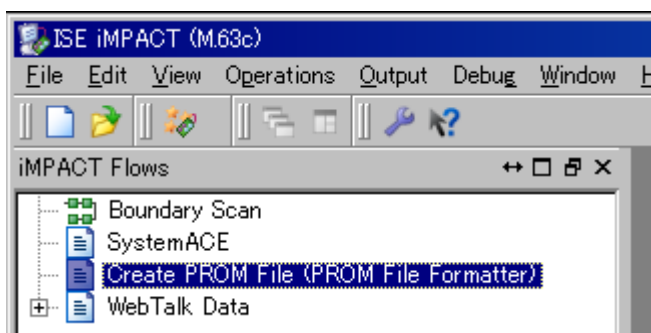 ISE iMPACT (M.63c)
File Edit View Operations Output Debug Window H
iMPACT Flows
Boundary Scan
SystemACE
Create PROM File (PROM File Formatter)
WebTalk Data